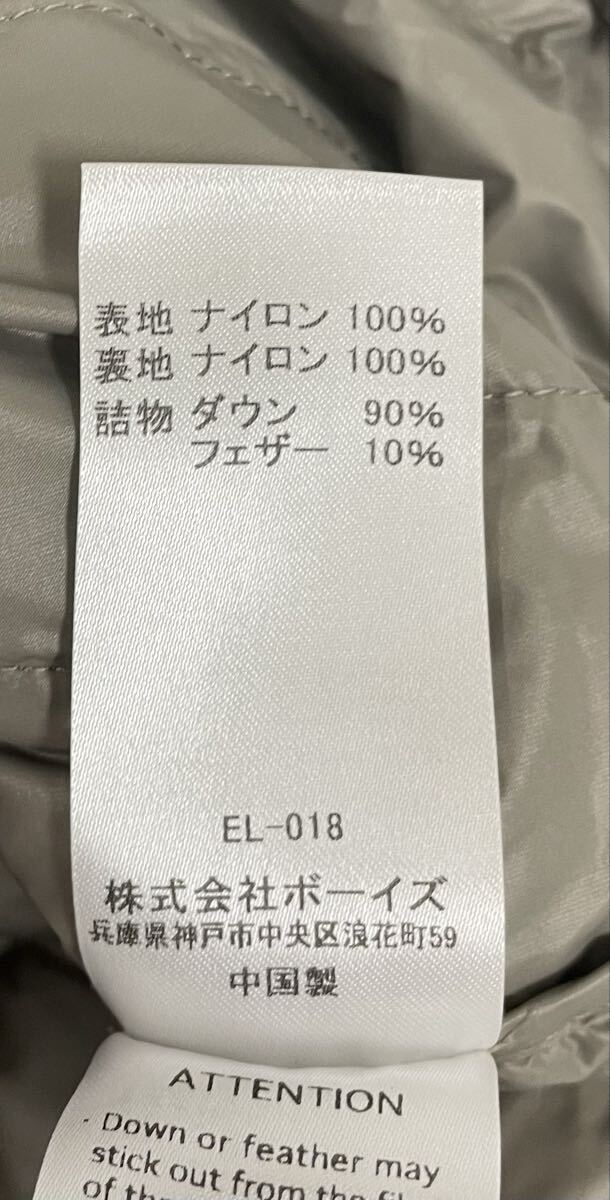 表地 ナイロン 100%
裏地 ナイロン 100%
詰物 ダウン 90%
フェザー 10%
EL-018
株式会社ボーイズ
兵庫県神戸市中央区浪花町59
中国製
ATTENTION
・Down or feather may
stick out from the
of